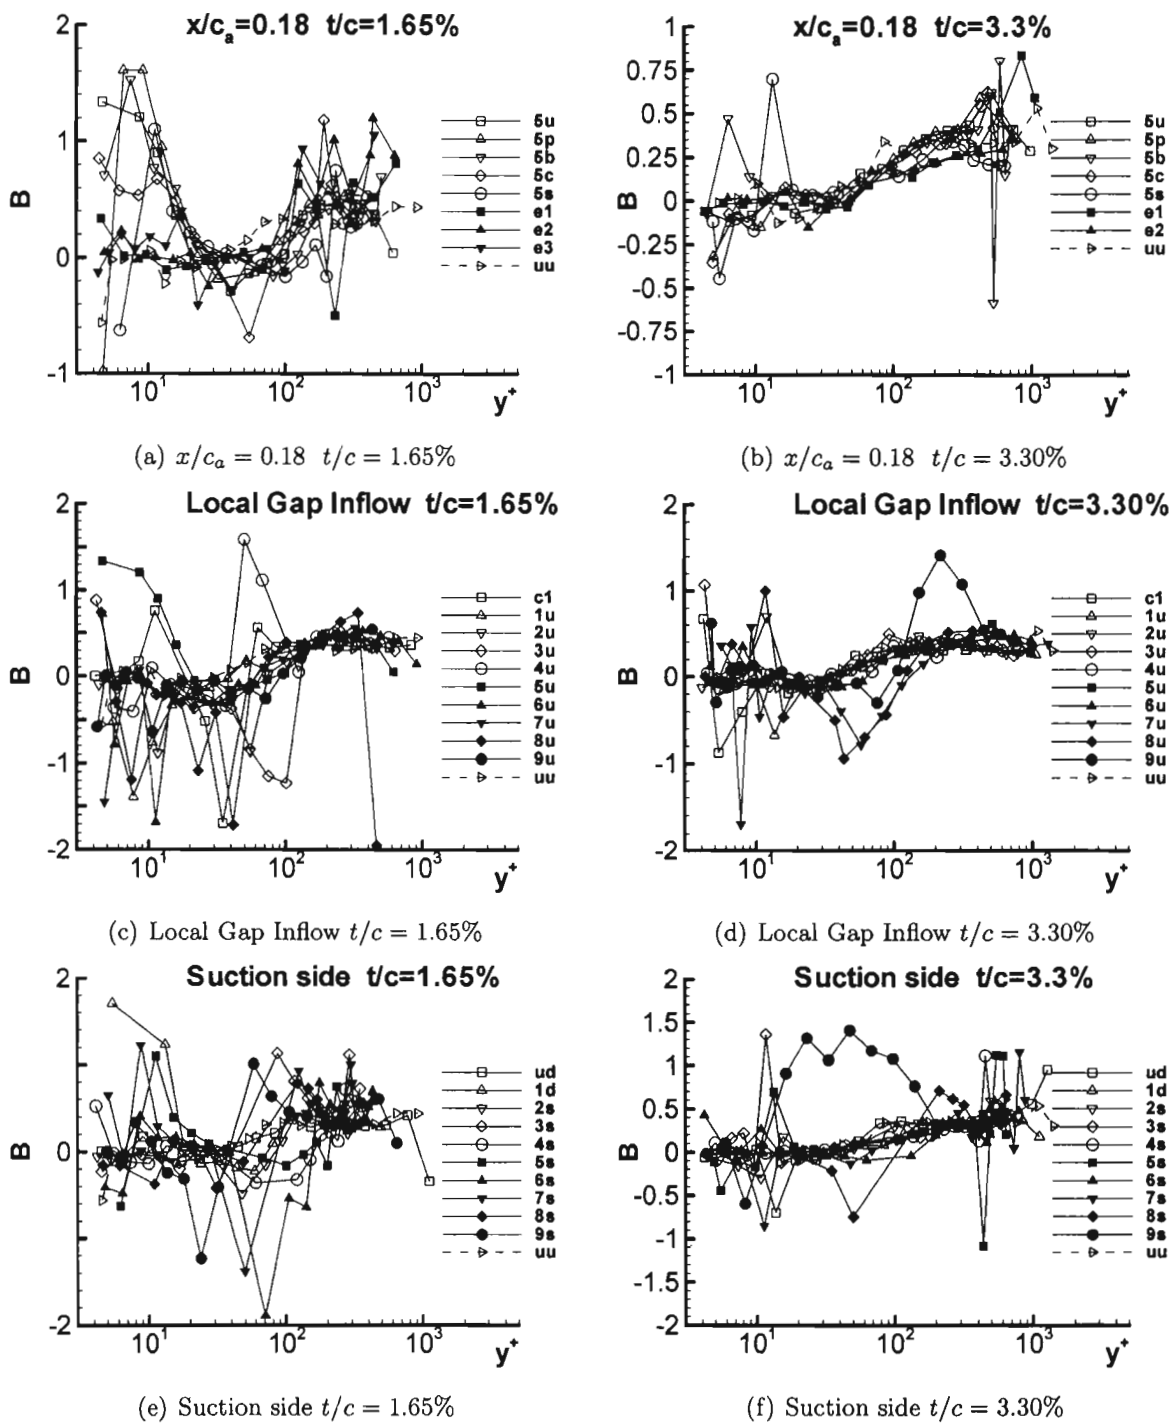 x/ca=0.18 t/c=1.65%
2
1
0
-1
B
10¹ 10² 10³
y⁺
5u
5p
5b
5c
5s
e1
e2
e3
uu
(a) x/ca = 0.18 t/c = 1.65%
x/ca=0.18 t/c=3.3%
1
0.75
0.5
0.25
0
-0.25
-0.5
-0.75
-1
B
10¹ 10² 10³
y⁺
5u
5p
5b
5c
5s
e1
e2
uu
(b) x/ca = 0.18 t/c = 3.30%
Local Gap Inflow t/c=1.65%
2
1
0
-1
-2
B
10¹ 10² 10³
y⁺
c1
1u
2u
3u
4u
5u
6u
7u
8u
9u
uu
(c) Local Gap Inflow t/c = 1.65%
Local Gap Inflow t/c=3.30%
2
1
0
-1
-2
B
10¹ 10² 10³
y⁺
c1
1u
2u
3u
4u
5u
6u
7u
8u
9u
uu
(d) Local Gap Inflow t/c = 3.30%
Suction side t/c=1.65%
2
1
0
-1
-2
B
10¹ 10² 10³
y⁺
ud
1d
2s
3s
4s
5s
6s
7s
8s
9s
uu
(e) Suction side t/c = 1.65%
Suction side t/c=3.3%
2
1.5
1
0.5
0
-0.5
-1
-1.5
-2
B
10¹ 10² 10³
y⁺
ud
1d
2s
3s
4s
5s
6s
7s
8s
9s
uu
(f) Suction side t/c = 3.30%